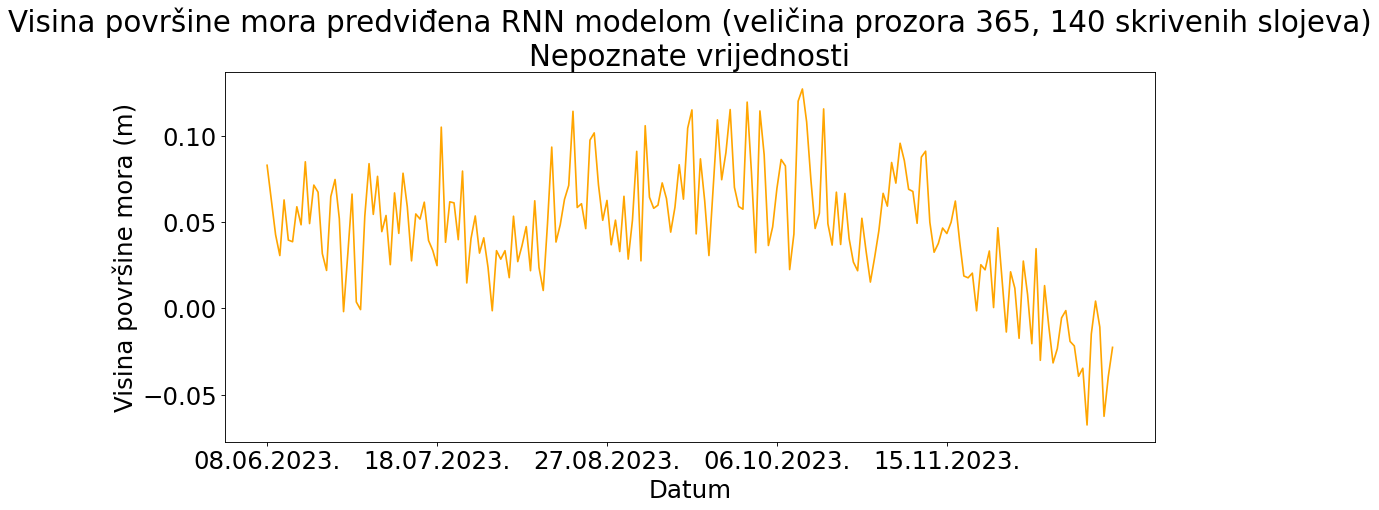 Visina površine mora predviđena RNN modelom (veličina prozora 365, 140 skrivenih slojeva)
Nepoznate vrijednosti
Visina površine mora (m)
0.10
0.05
0.00
−0.05
08.06.2023. 18.07.2023. 27.08.2023. 06.10.2023. 15.11.2023.
Datum